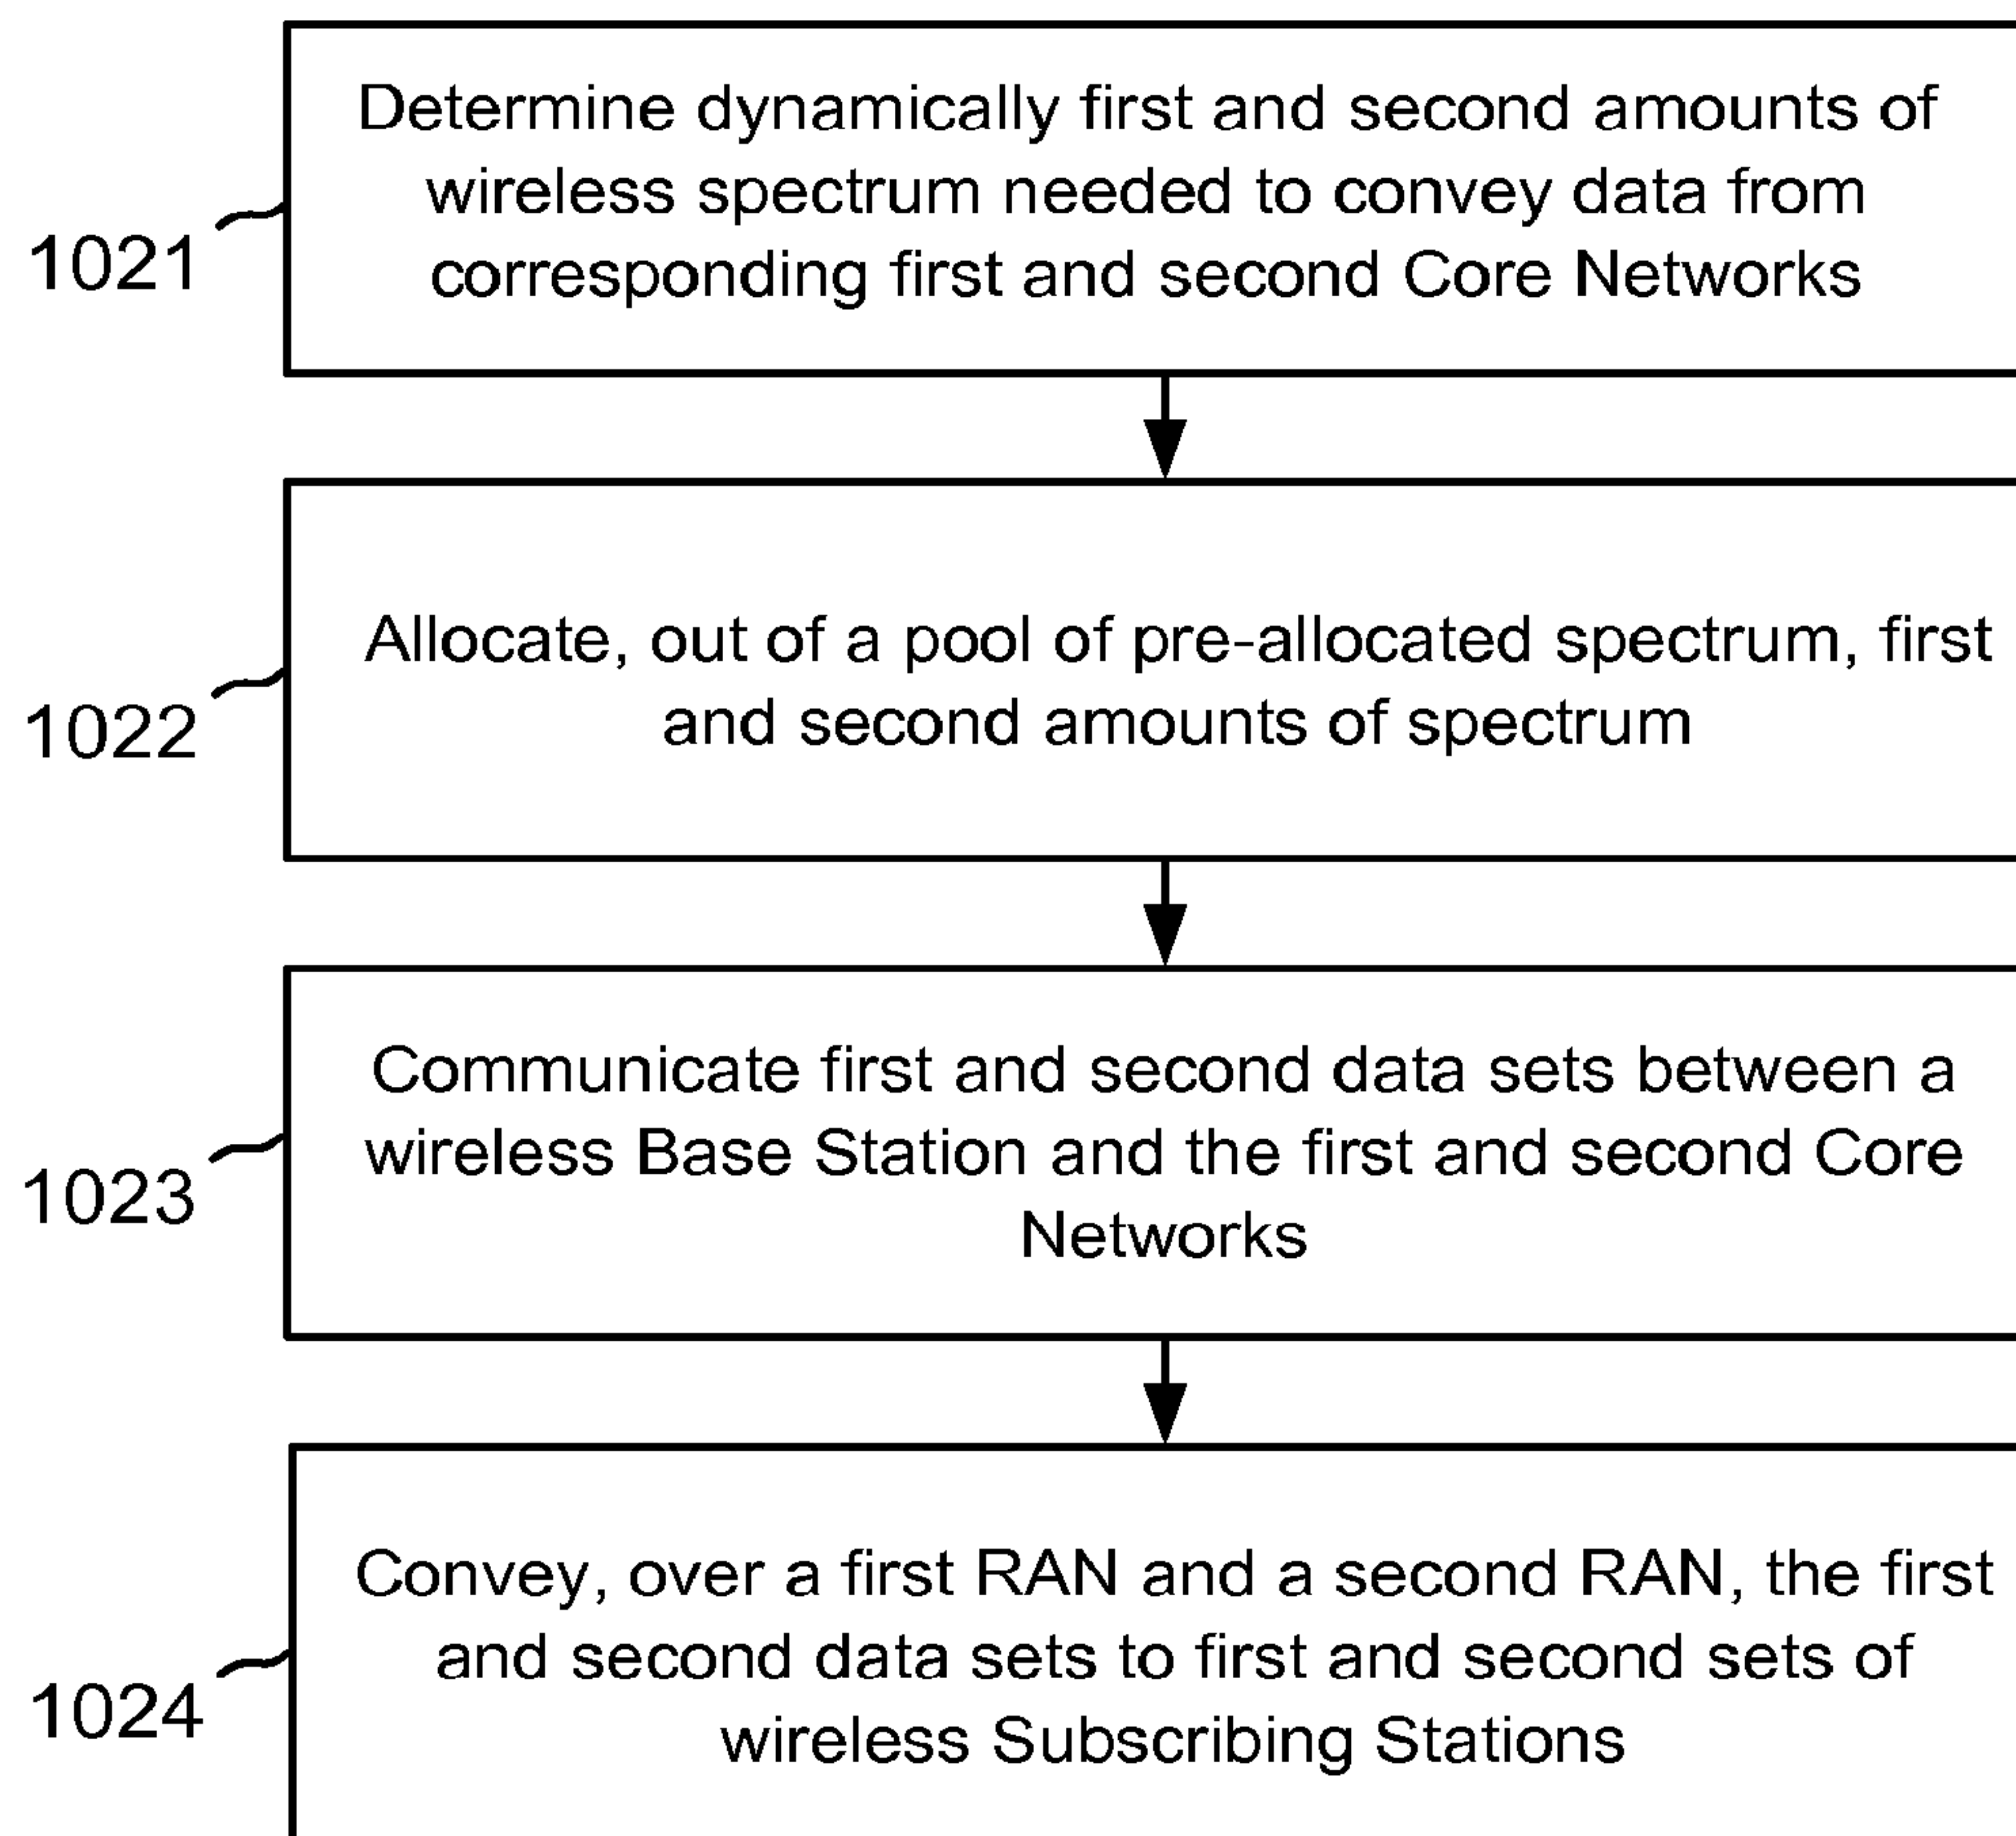 Determine dynamically first and second amounts of
wireless spectrum needed to convey data from
corresponding first and second Core Networks
1021
Allocate, out of a pool of pre-allocated spectrum, first
and second amounts of spectrum
1022
Communicate first and second data sets between a
wireless Base Station and the first and second Core
Networks
1023
Convey, over a first RAN and a second RAN, the first
and second data sets to first and second sets of
wireless Subscribing Stations
1024